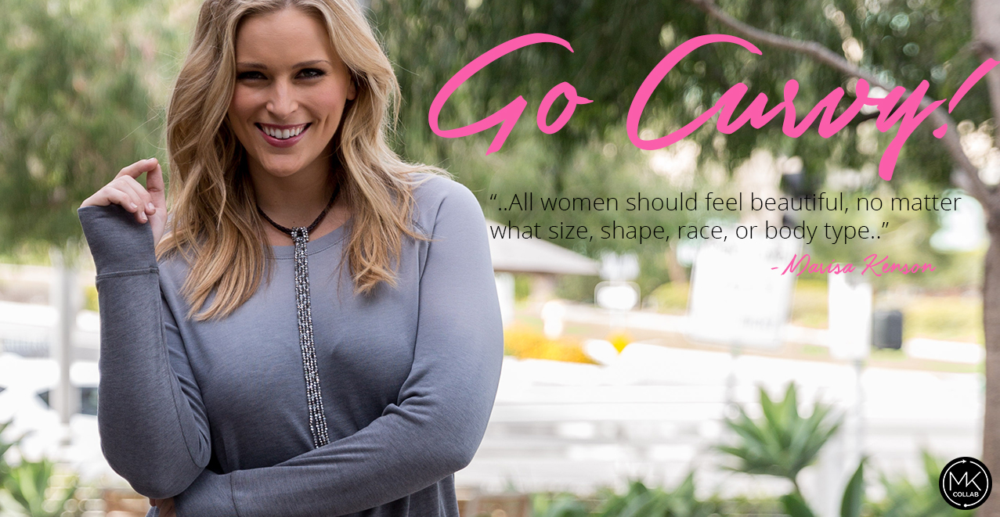 Go Curvy!
“..All women should feel beautiful, no matter
what size, shape, race, or body type..”
-Marisa Kenson
MK
COLLAB